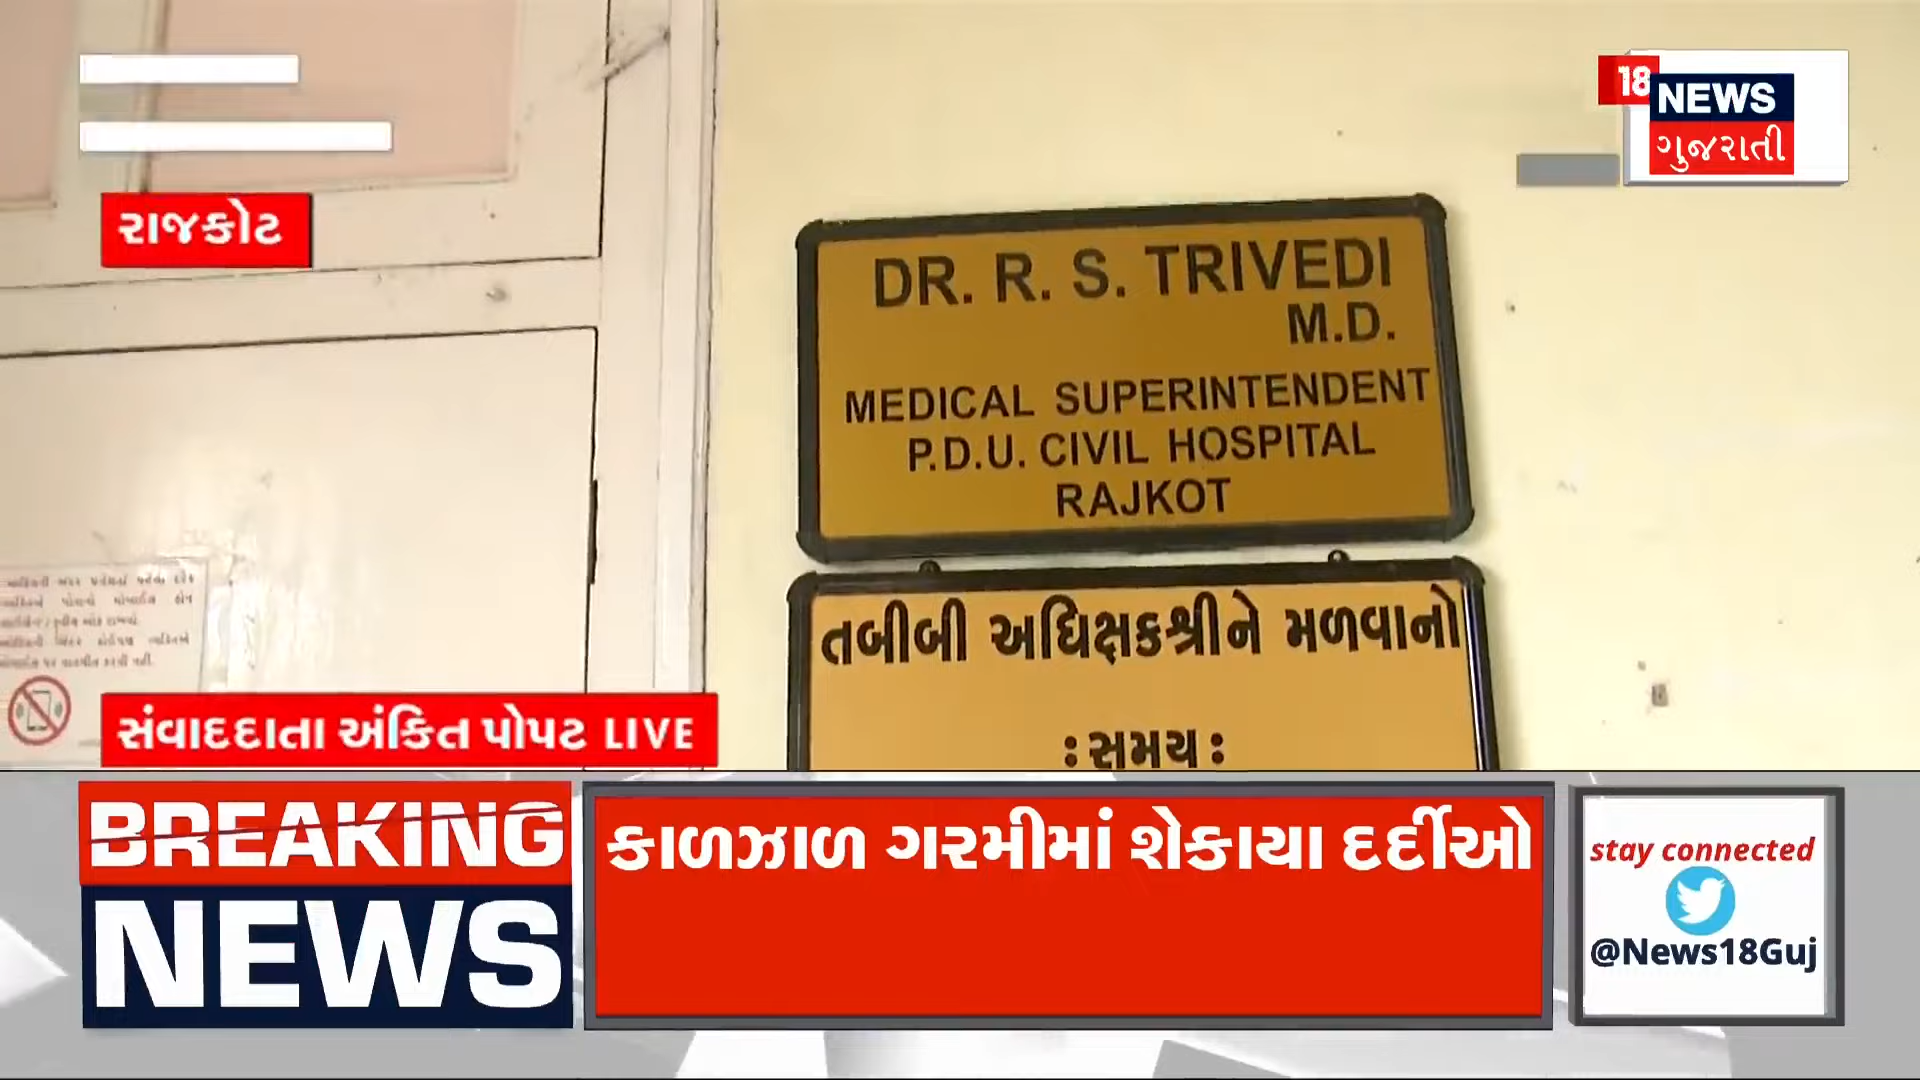 18
NEWS
ગુજરાતી
રાજકોટ
DR. R. S. TRIVEDI
M.D.
MEDICAL SUPERINTENDENT
P.D.U. CIVIL HOSPITAL
RAJKOT
તબીબી અધિક્ષકશ્રીને મળવાનો
: સમય :
સંવાદદાતા અંકિત પોપટ LIVE
BREAKING
NEWS
કાળઝાળ ગરમીમાં શેકાયા દર્દીઓ
stay connected
@News18Guj